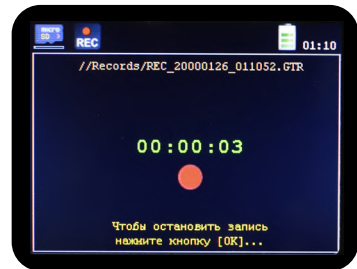 micro
SD
REC
01:10
//Records/REC_20000126_011052.GTR
00:00:03
Чтобы остановить запись
нажмите кнопку [OK]...